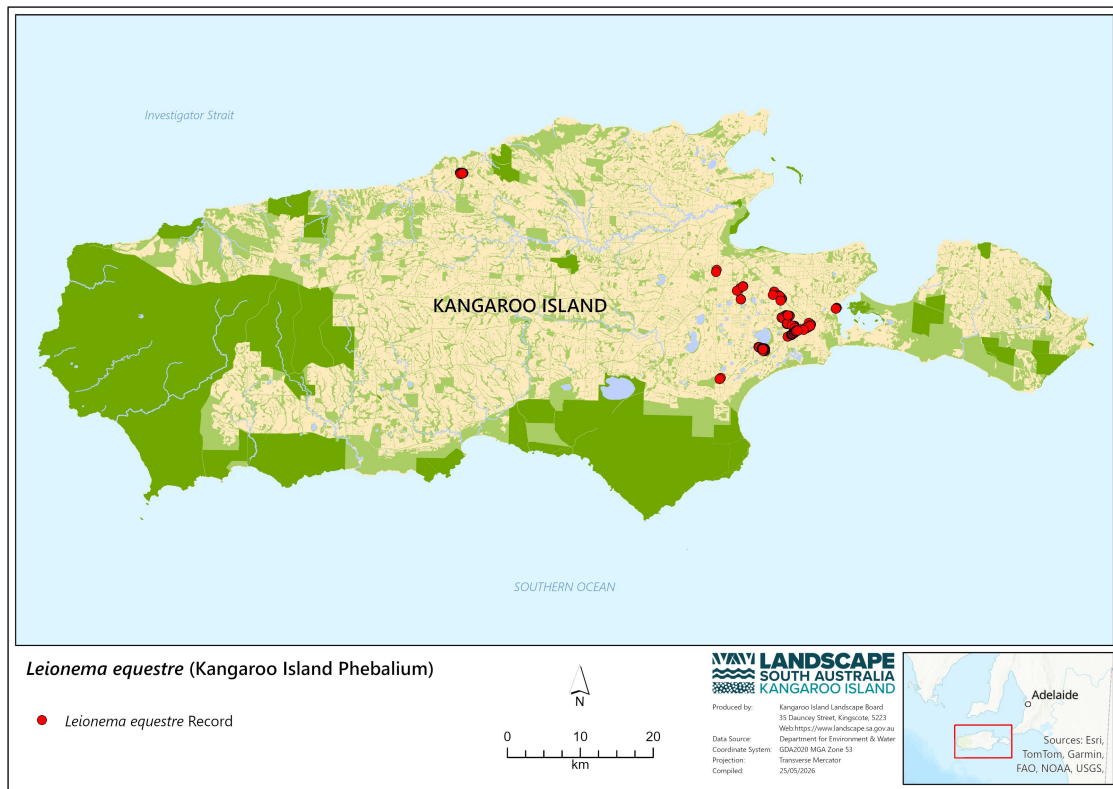 Investigator Strait
KANGAROO ISLAND
SOUTHERN OCEAN
Leionema equestre (Kangaroo Island Phebalium)
Leionema equestre Record
N
0 10 20
km
LANDSCAPE
SOUTH AUSTRALIA
KANGAROO ISLAND
Produced by: Kangaroo Island Landscape Board
35 Dauncey Street, Kingscote, 5223
Web:https://www.landscape.sa.gov.au
Data Source: Department for Environment & Water
Coordinate System: GDA2020 MGA Zone 53
Projection: Transverse Mercator
Compiled: 25/05/2026
Adelaide
Sources: Esri,
TomTom, Garmin,
FAO, NOAA, USGS,